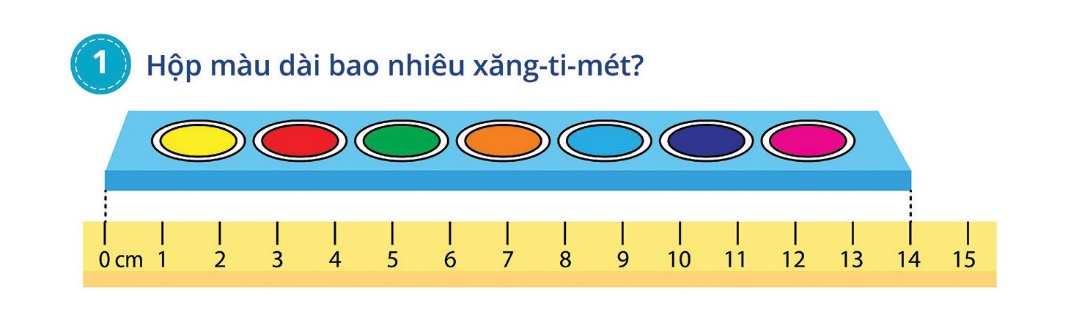 1 Hộp màu dài bao nhiêu xăng-ti-mét?
0 cm 1 2 3 4 5 6 7 8 9 10 11 12 13 14 15